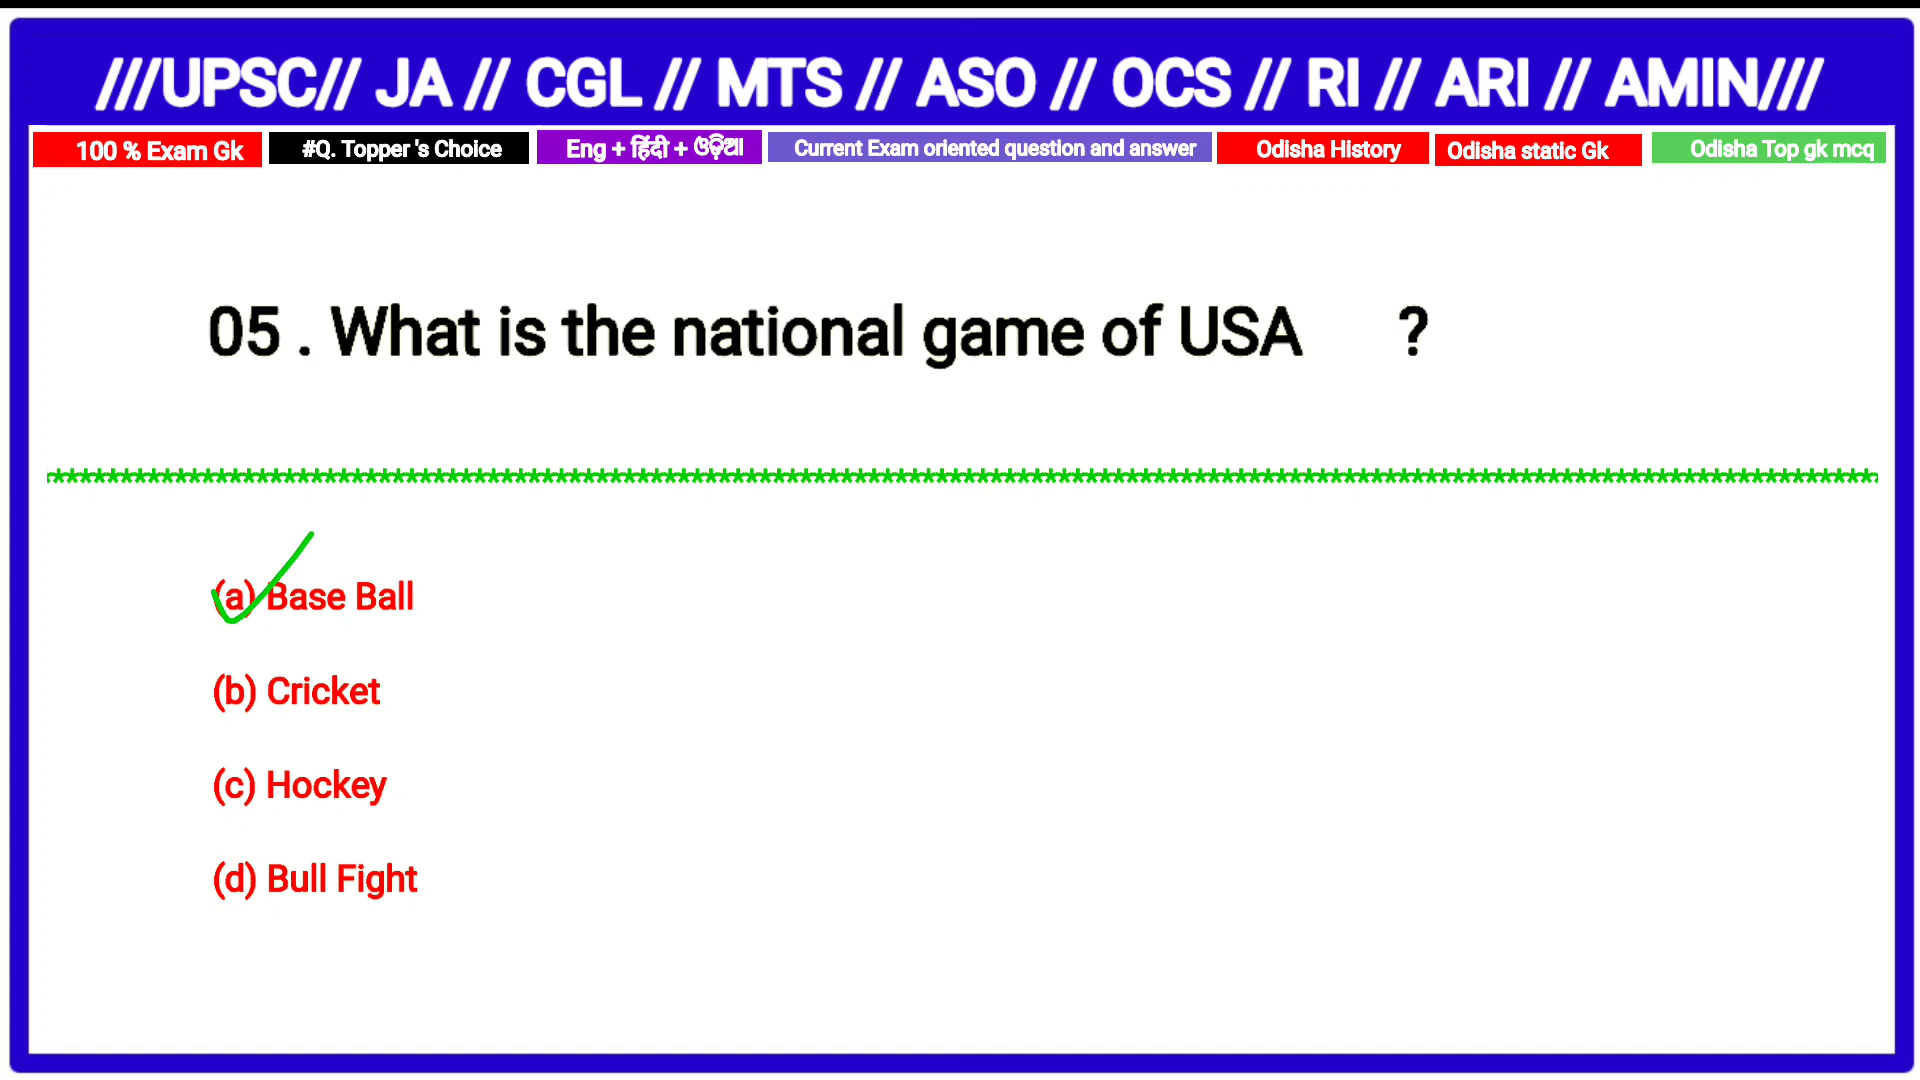 ///UPSC// JA // CGL // MTS // ASO // OCS // RI // ARI // AMIN///
100 % Exam Gk #Q. Topper 's Choice Eng + हिंदी + ଓଡ଼ିଆ Current Exam oriented question and answer Odisha History Odisha static Gk Odisha Top gk mcq
05 . What is the national game of USA ?
(a) Base Ball
(b) Cricket
(c) Hockey
(d) Bull Fight